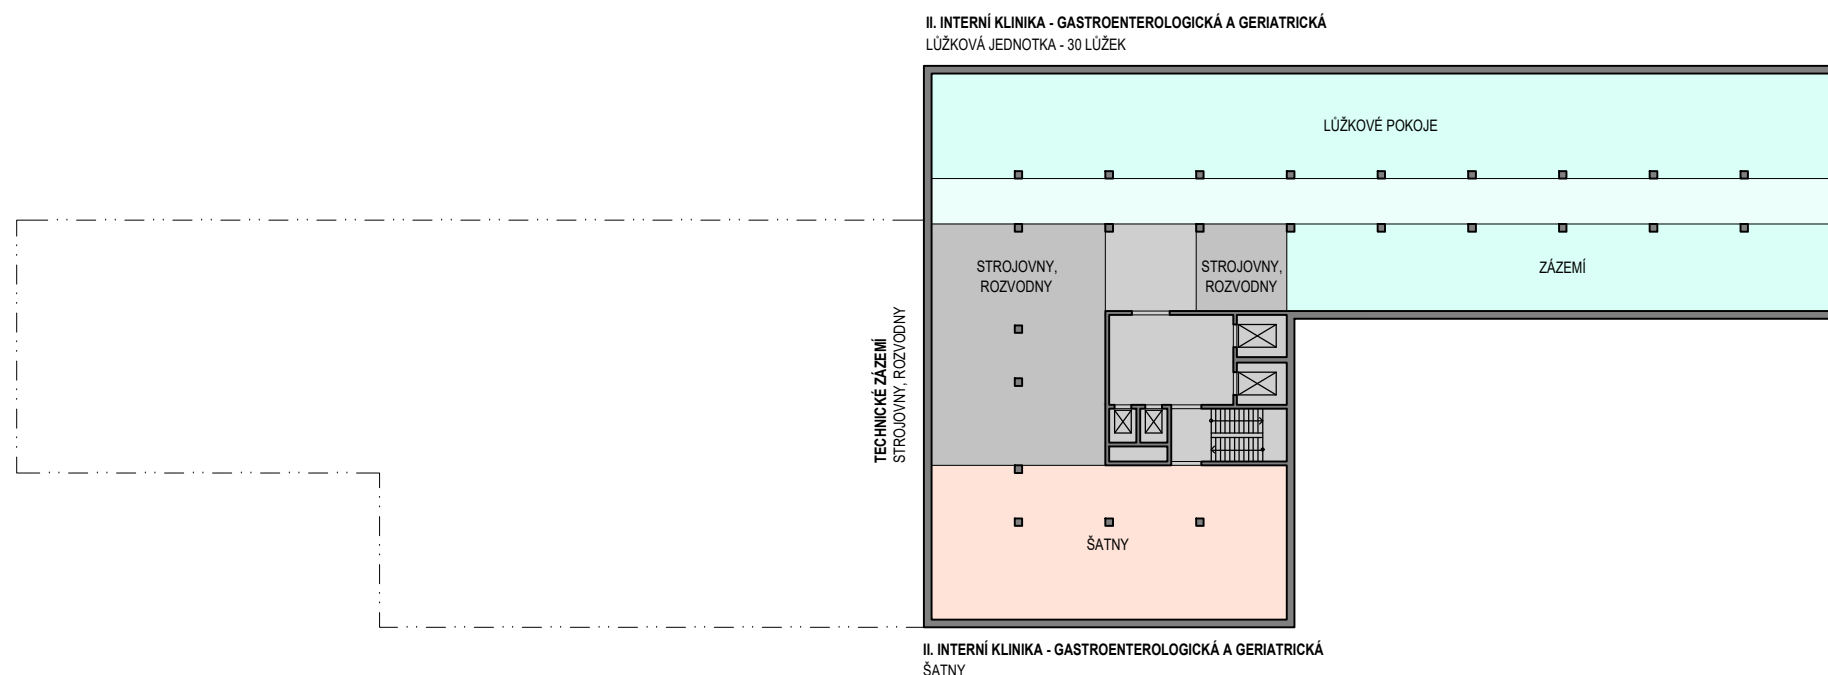 II. INTERNÍ KLINIKA - GASTROENTEROLOGICKÁ A GERIATRICKÁ
LŮŽKOVÁ JEDNOTKA - 30 LŮŽEK
LŮŽKOVÉ POKOJE
STROJOVNY,
ROZVODNY
STROJOVNY,
ROZVODNY
ZÁZEMÍ
TECHNICKÉ ZÁZEMÍ
STROJOVNY, ROZVODNY
ŠATNY
II. INTERNÍ KLINIKA - GASTROENTEROLOGICKÁ A GERIATRICKÁ
ŠATNY